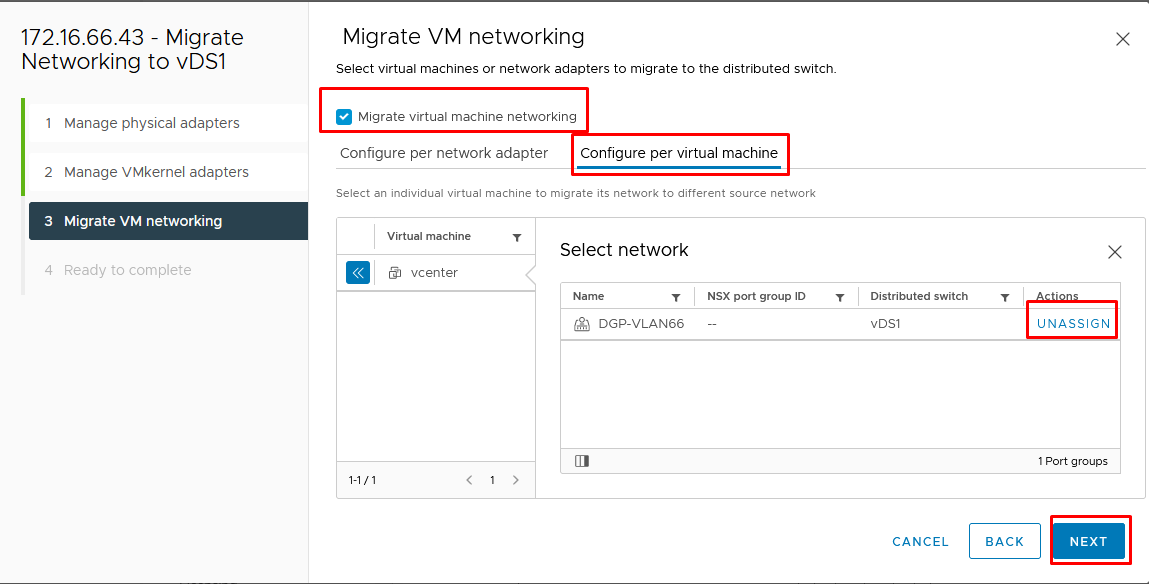 172.16.66.43 - Migrate
Networking to vDS1
1 Manage physical adapters
2 Manage VMkernel adapters
3 Migrate VM networking
4 Ready to complete
Migrate VM networking
Select virtual machines or network adapters to migrate to the distributed switch.
Migrate virtual machine networking
Configure per network adapter Configure per virtual machine
Select an individual virtual machine to migrate its network to different source network
Virtual machine
vcenter
1-1 / 1 1
Select network
Name NSX port group ID Distributed switch Actions
DGP-VLAN66 -- vDS1 UNASSIGN
1 Port groups
CANCEL BACK NEXT